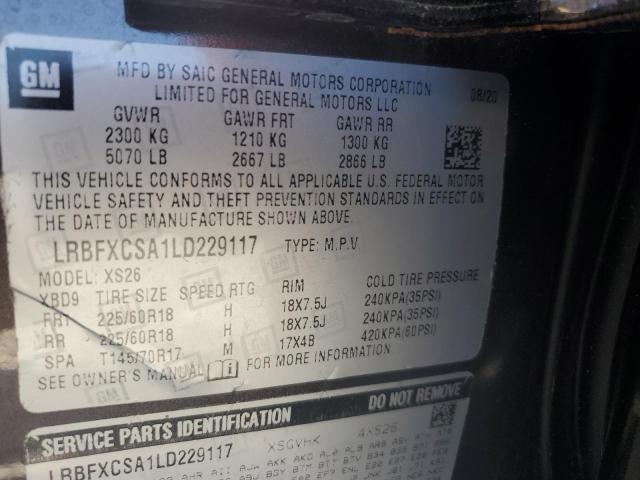 GM
MFD BY SAIC GENERAL MOTORS CORPORATION
LIMITED FOR GENERAL MOTORS LLC
08/20
GVWR GAWR FRT GAWR RR
2300 KG 1210 KG 1300 KG
5070 LB 2667 LB 2866 LB
THIS VEHICLE CONFORMS TO ALL APPLICABLE U.S. FEDERAL MOTOR
VEHICLE SAFETY AND THEFT PREVENTION STANDARDS IN EFFECT ON
THE DATE OF MANUFACTURE SHOWN ABOVE.
LRBFXCSA1LD229117 TYPE: M.P.V.
MODEL: XS26
XBD9 TIRE SIZE SPEED RTG RIM COLD TIRE PRESSURE
FRT 225/60R18 H 18X7.5J 240KPA(35PSI)
RR 225/60R18 H 18X7.5J 240KPA(35PSI)
SPA T145/70R17 M 17X4B 420KPA(60PSI)
SEE OWNER'S MANUAL FOR MORE INFORMATION.
SERVICE PARTS IDENTIFICATION DO NOT REMOVE
LRBFXCSA1LD229117 4XS26